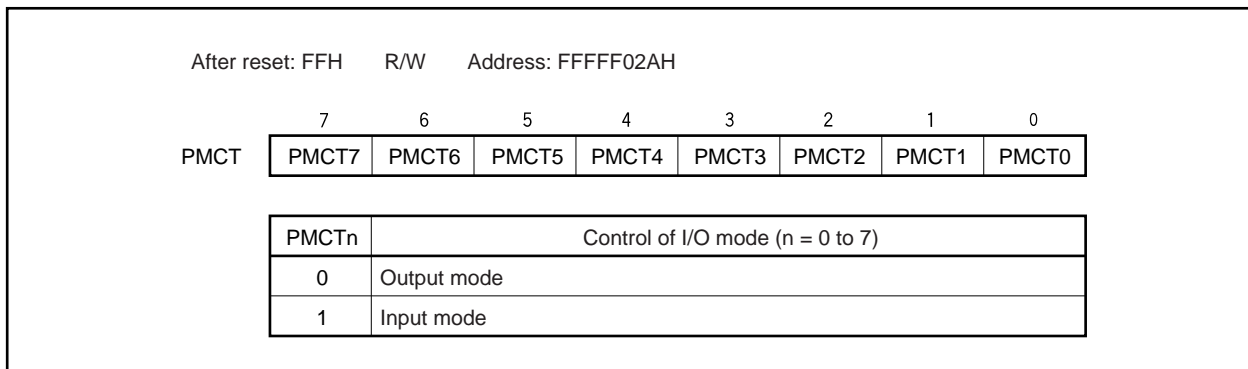 After reset: FFH R/W Address: FFFFF02AH
7 6 5 4 3 2 1 0
PMCT PMCT7 PMCT6 PMCT5 PMCT4 PMCT3 PMCT2 PMCT1 PMCT0
PMCTn Control of I/O mode (n = 0 to 7)
0 Output mode
1 Input mode